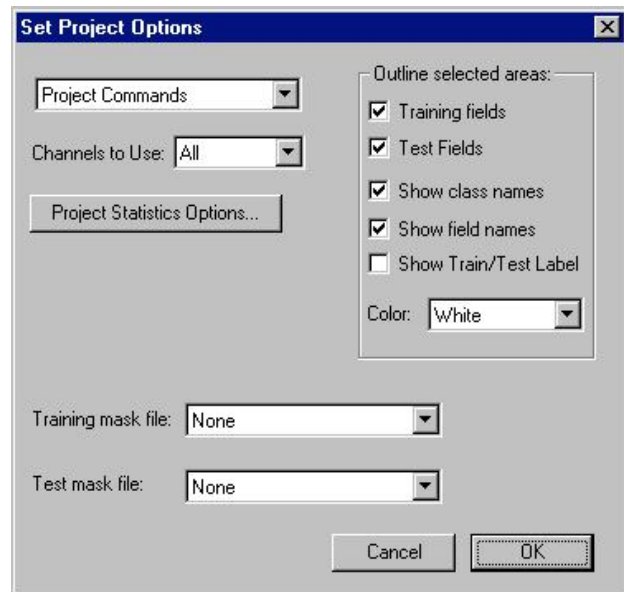 Set Project Options
Project Commands
Channels to Use: All
Project Statistics Options...
Outline selected areas:
Training fields
Test Fields
Show class names
Show field names
Show Train/Test Label
Color: White
Training mask file: None
Test mask file: None
Cancel
OK